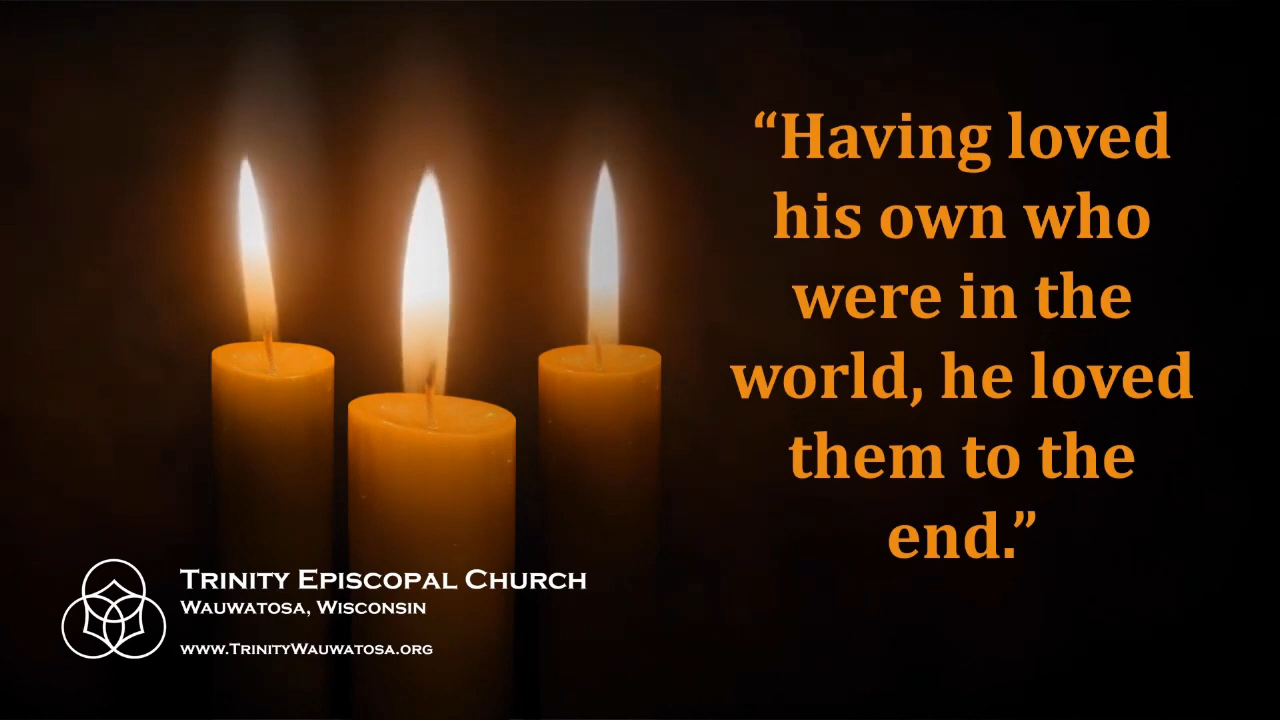 “Having loved
his own who
were in the
world, he loved
them to the
end.”
Trinity Episcopal Church
Wauwatosa, Wisconsin
www.TrinityWauwatosa.org